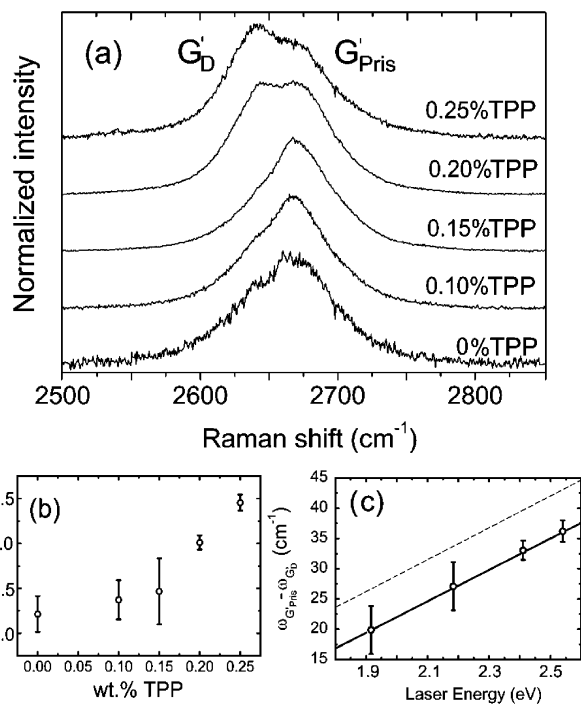 (a)
G'D
G'Pris
0.25%TPP
0.20%TPP
0.15%TPP
0.10%TPP
0%TPP
Normalized intensity
2500 2600 2700 2800
Raman shift (cm-1)
(b)
.5
.0
.5
.0
0.00 0.05 0.10 0.15 0.20 0.25
wt.% TPP
(c)
ωG'Pris - ωG'D (cm-1)
45
40
35
30
25
20
15
1.9 2.1 2.3 2.5
Laser Energy (eV)